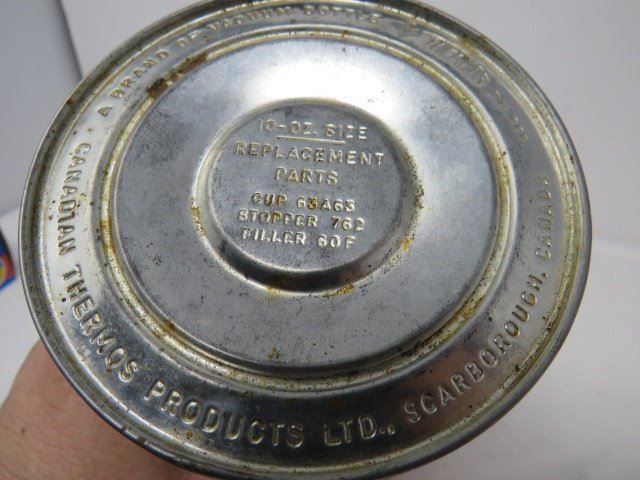 10-OZ. SIZE
REPLACEMENT
PARTS
CUP 63A63
STOPPER 762
FILLER 60F
A BRAND OF VACUUM BOTTLE
CANADIAN THERMOS PRODUCTS LTD., SCARBOROUGH, CANADA